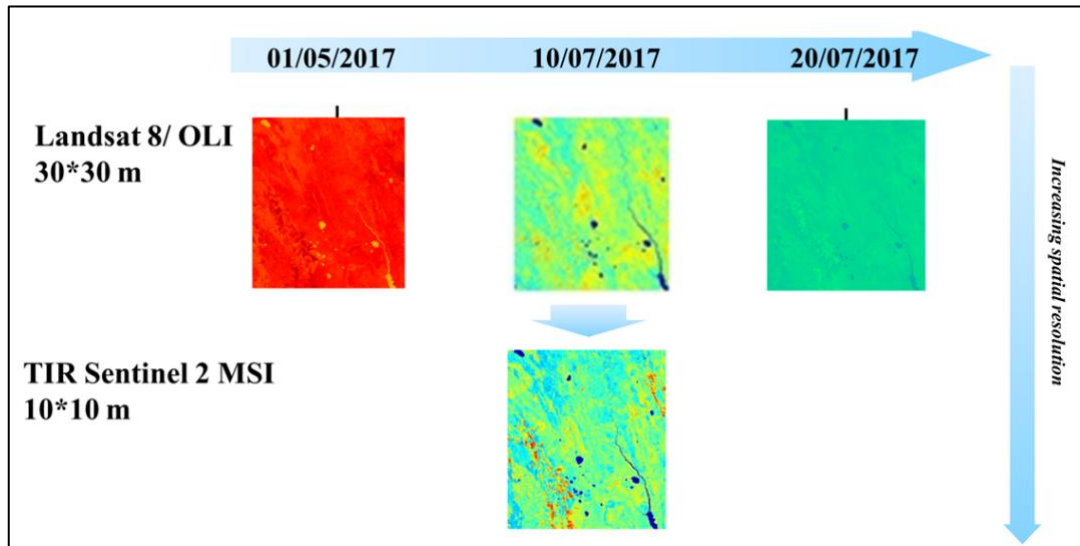 01/05/2017 10/07/2017 20/07/2017
Landsat 8/ OLI
30*30 m
TIR Sentinel 2 MSI
10*10 m
Increasing spatial resolution